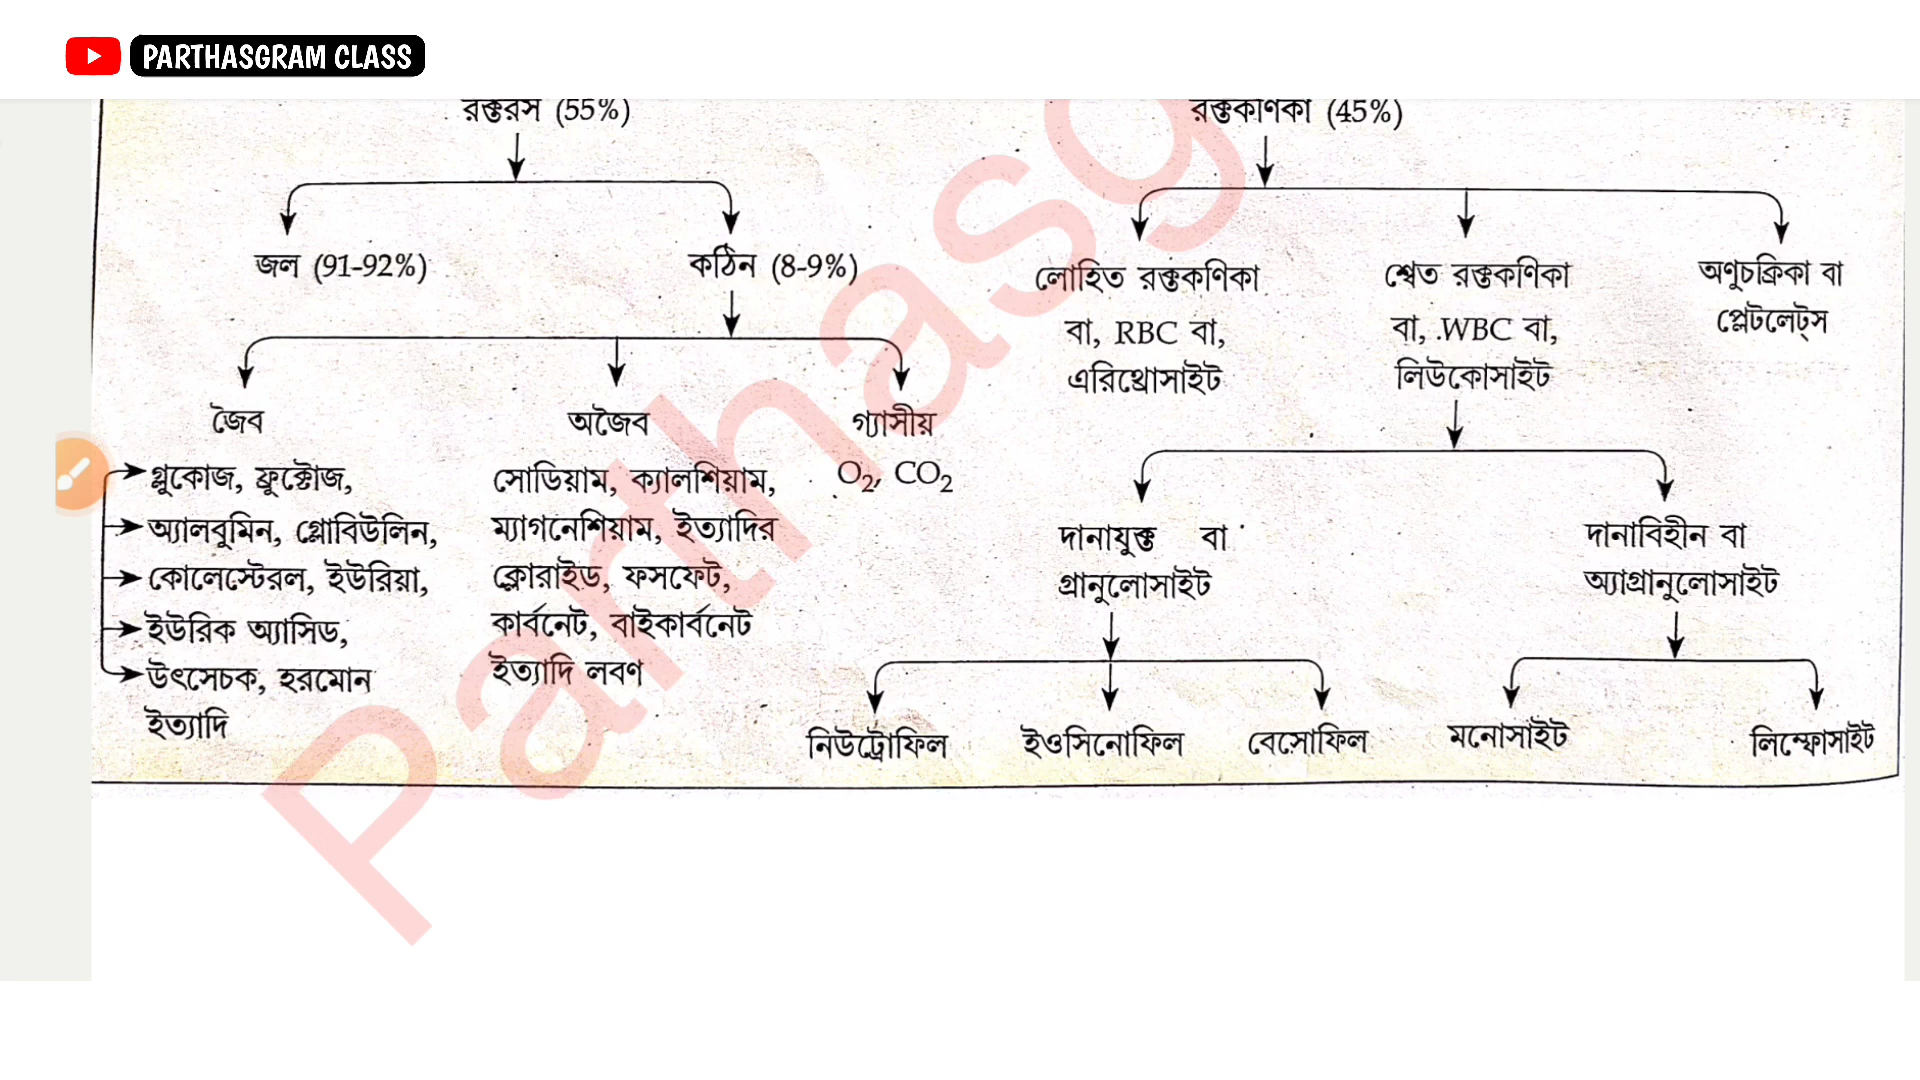 PARTHASGRAM CLASS
রক্তরস (55%)
রক্তকণিকা (45%)
জল (91-92%)
কঠিন (8-9%)
লোহিত রক্তকণিকা
বা, RBC বা,
এরিথ্রোসাইট
শ্বেত রক্তকণিকা
বা, WBC বা,
লিউকোসাইট
অণুচক্রিকা বা
প্লেটলেট্স
জৈব
গ্লুকোজ, ফ্রুক্টোজ,
অ্যালবুমিন, গ্লোবিউলিন,
কোলেস্টেরল, ইউরিয়া,
ইউরিক অ্যাসিড,
উৎসেচক, হরমোন
ইত্যাদি
অজৈব
সোডিয়াম, ক্যালশিয়াম,
ম্যাগনেশিয়াম, ইত্যাদির
ক্লোরাইড, ফসফেট,
কার্বনেট, বাইকার্বনেট
ইত্যাদি লবণ
গ্যাসীয়
O₂, CO₂
দানাযুক্ত বা
গ্রানুলোসাইট
দানাবিহীন বা
অ্যাগ্রানুলোসাইট
নিউট্রোফিল
ইওসিনোফিল
বেসোফিল
মনোসাইট
লিম্ফোসাইট
Parthasg